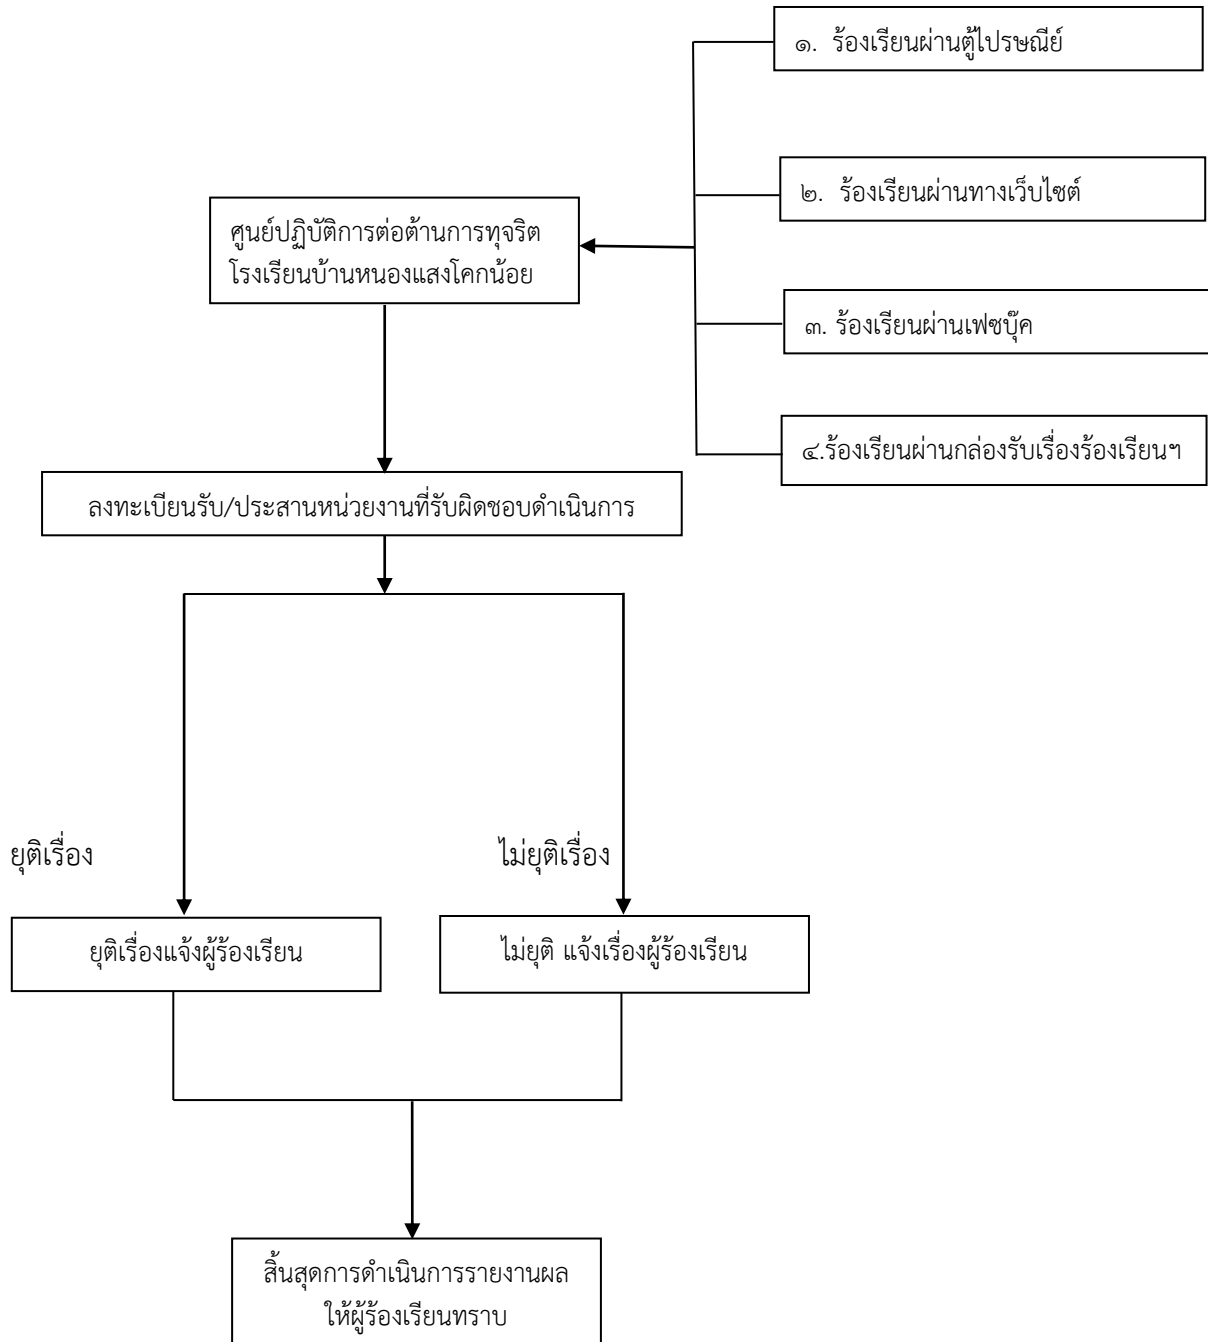 ๑. ร้องเรียนผ่านตู้ไปรษณีย์
๒. ร้องเรียนผ่านทางเว็บไซต์
ศูนย์ปฏิบัติการต่อต้านการทุจริต
โรงเรียนบ้านหนองแสงโคกน้อย
๓. ร้องเรียนผ่านเฟซบุ๊ค
๔.ร้องเรียนผ่านกล่องรับเรื่องร้องเรียนฯ
ลงทะเบียนรับ/ประสานหน่วยงานที่รับผิดชอบดำเนินการ
ยุติเรื่อง
ไม่ยุติเรื่อง
ยุติเรื่องแจ้งผู้ร้องเรียน
ไม่ยุติ แจ้งเรื่องผู้ร้องเรียน
สิ้นสุดการดำเนินการรายงานผล
ให้ผู้ร้องเรียนทราบ